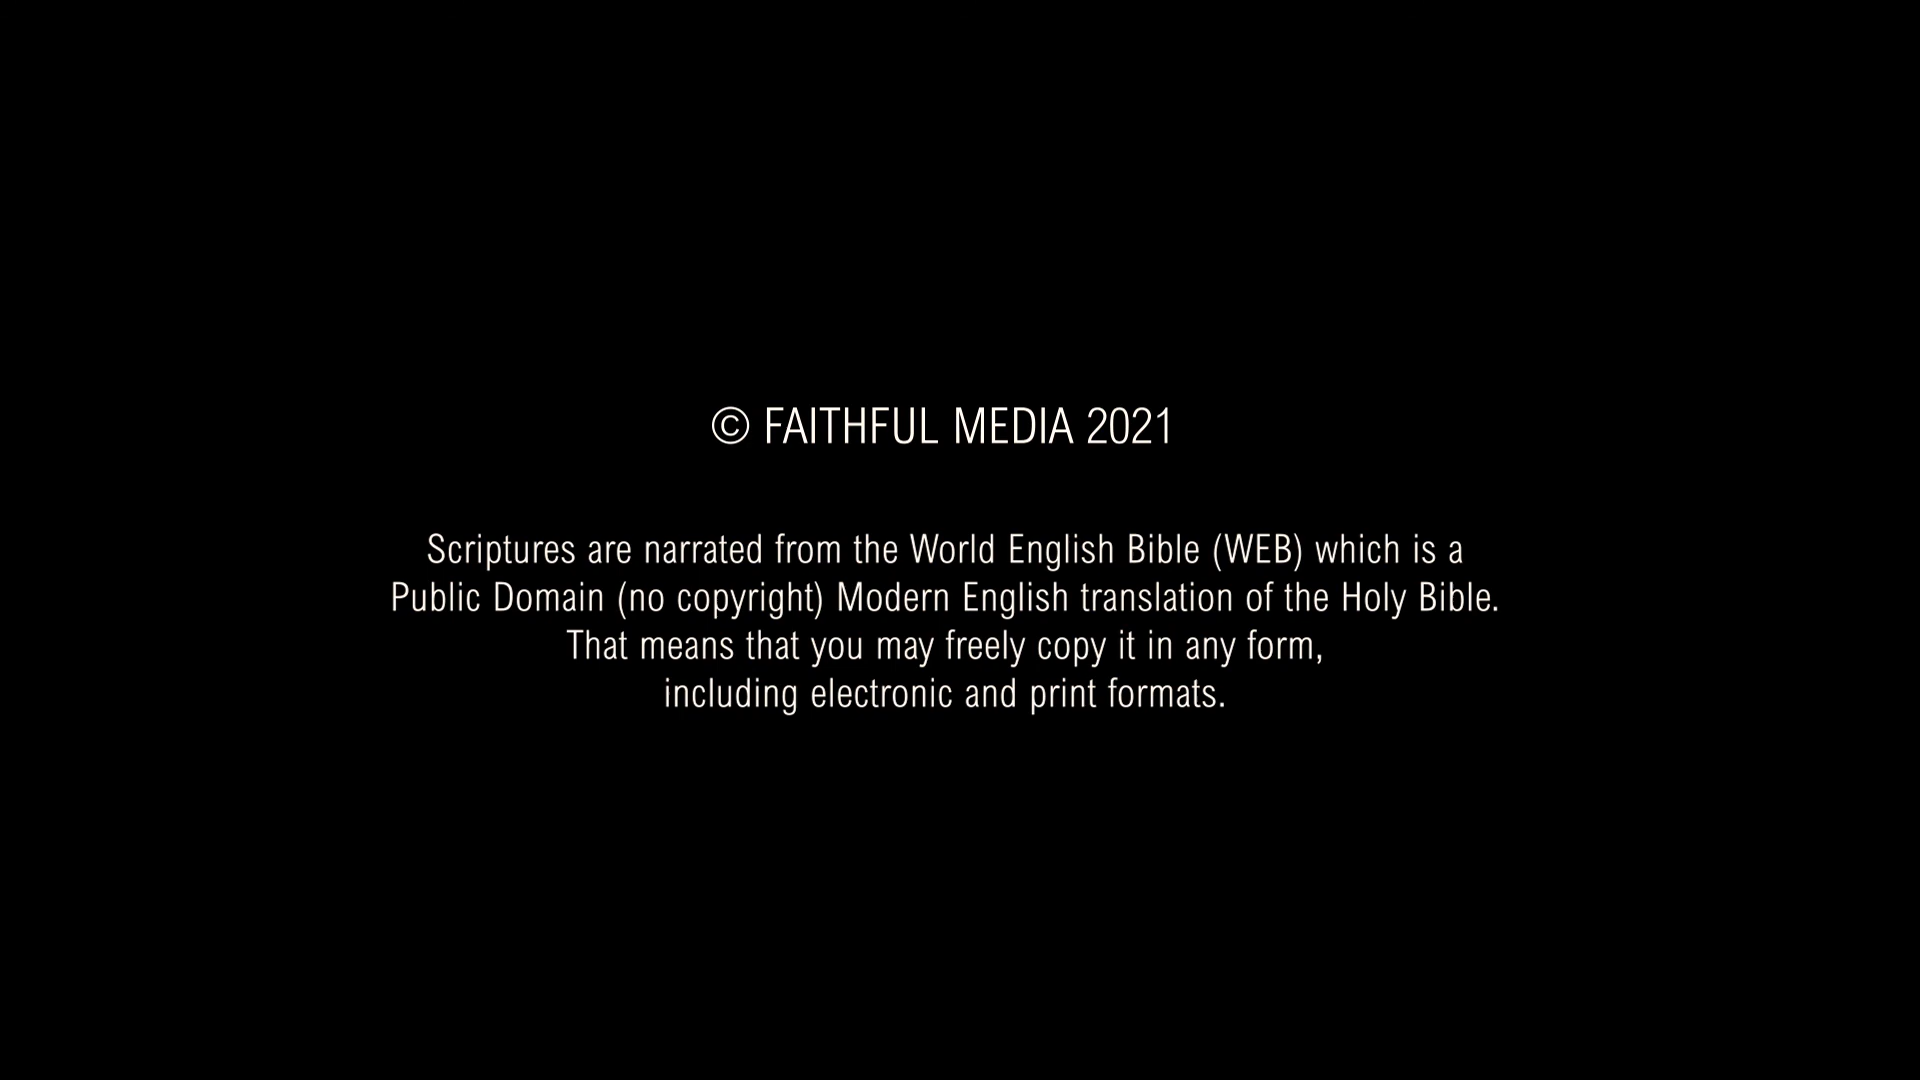 © FAITHFUL MEDIA 2021
Scriptures are narrated from the World English Bible (WEB) which is a
Public Domain (no copyright) Modern English translation of the Holy Bible.
That means that you may freely copy it in any form,
including electronic and print formats.